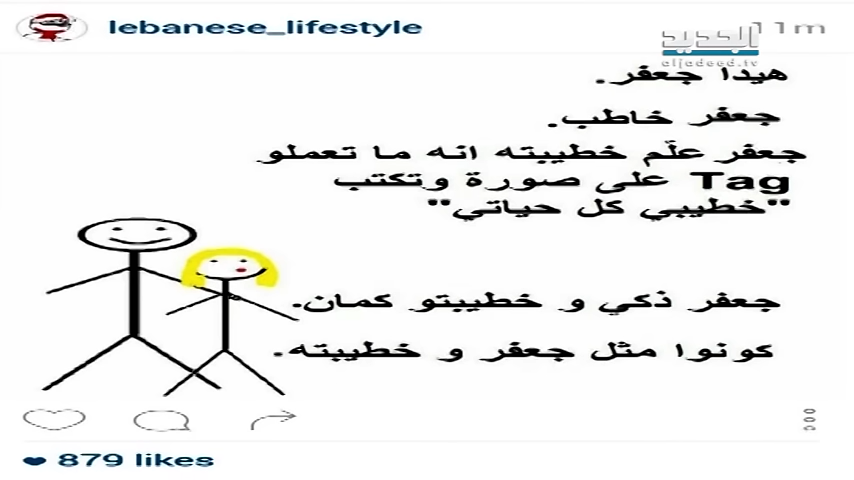 lebanese_lifestyle
11m
الجديد
aljadeed.tv
هيدا جعفر.
جعفر خاطب.
جعفر علّم خطيبته انه ما تعملو
Tag على صورة وتكتب
"خطيبي كل حياتي"
جعفر ذكي و خطيبتو كمان.
كونوا مثل جعفر و خطيبته.
879 likes